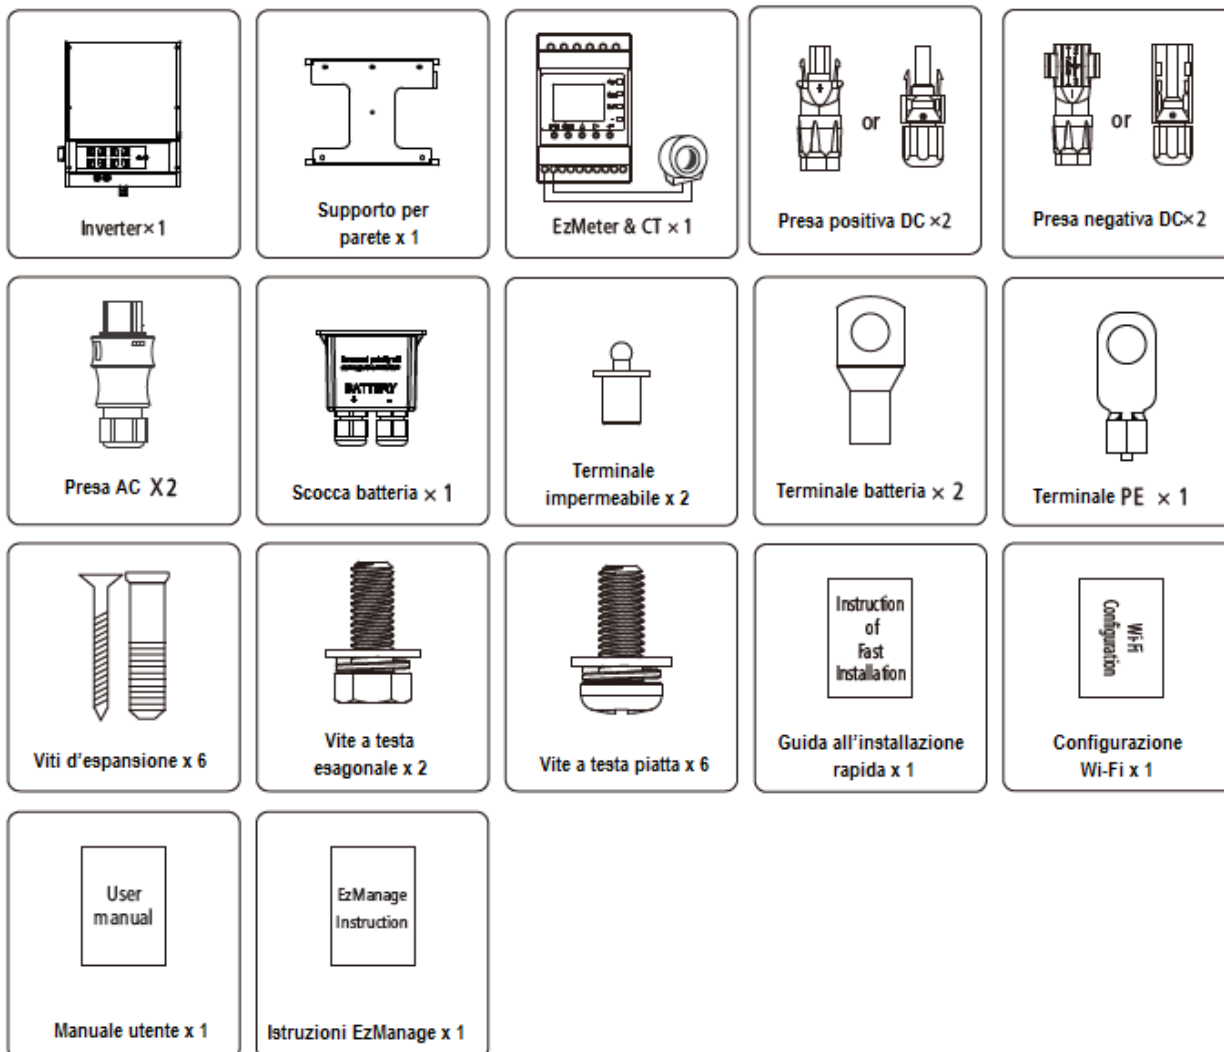 Inverter×1
Supporto per
parete x 1
EzMeter & CT × 1
or
Presa positiva DC ×2
or
Presa negativa DC×2
Presa AC X2
BATTERY
+ -
Scocca batteria × 1
Terminale
impermeabile x 2
Terminale batteria × 2
Terminale PE × 1
Viti d'espansione x 6
Vite a testa
esagonale x 2
Vite a testa piatta x 6
Instruction
of
Fast
Installation
Guida all'installazione
rapida x 1
Wi-Fi
Configuration
Configurazione
Wi-Fi x 1
User
manual
Manuale utente x 1
EzManage
Instruction
Istruzioni EzManage x 1